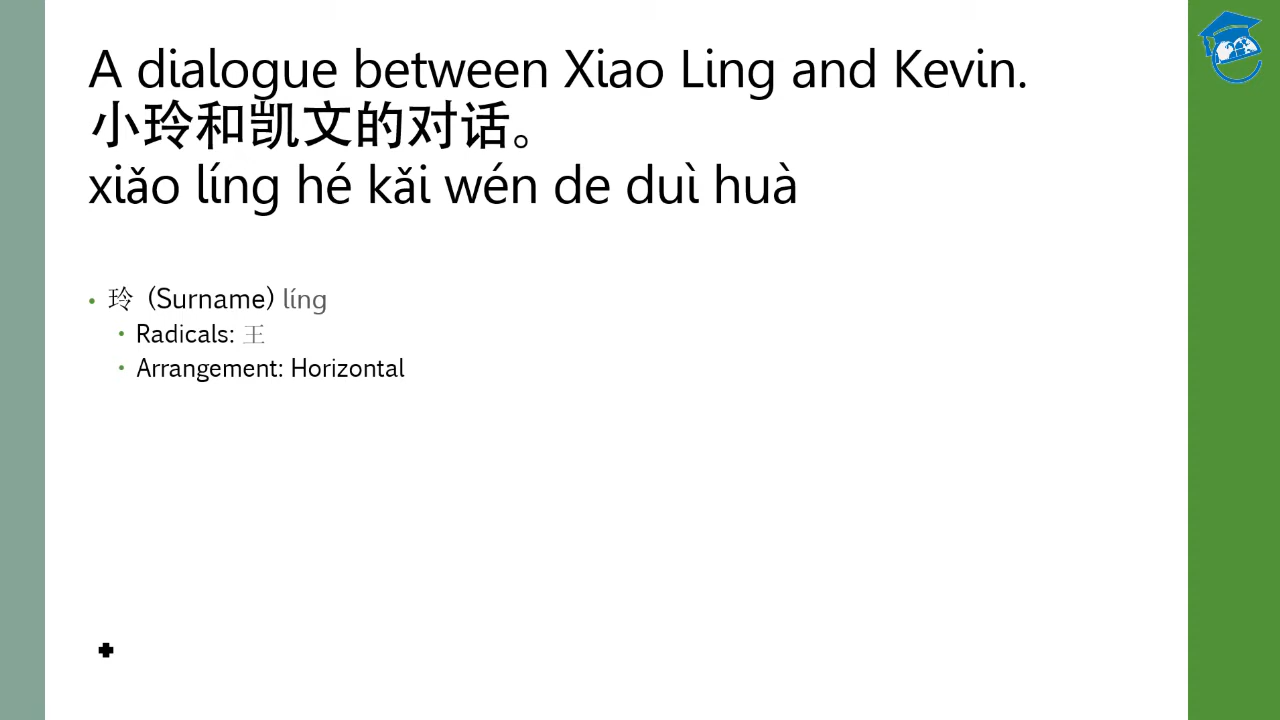 A dialogue between Xiao Ling and Kevin.
小玲和凯文的对话。
xiǎo líng hé kǎi wén de duì huà
• 玲 (Surname) líng
• Radicals: 王
• Arrangement: Horizontal